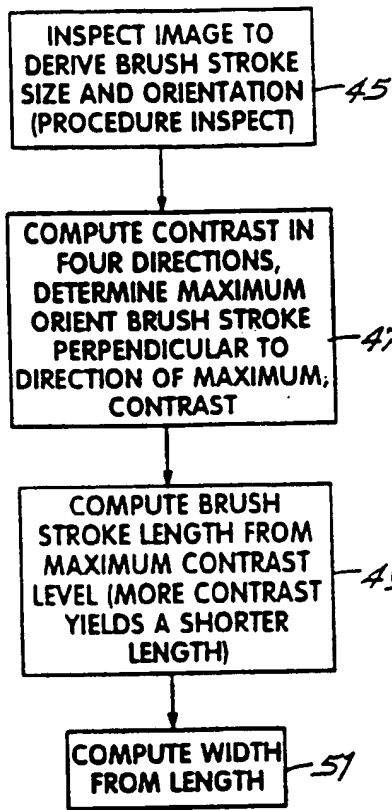 INSPECT IMAGE TO
DERIVE BRUSH STROKE
SIZE AND ORIENTATION
(PROCEDURE INSPECT)
45
COMPUTE CONTRAST IN
FOUR DIRECTIONS,
DETERMINE MAXIMUM
ORIENT BRUSH STROKE
PERPENDICULAR TO
DIRECTION OF MAXIMUM,
CONTRAST
47
COMPUTE BRUSH
STROKE LENGTH FROM
MAXIMUM CONTRAST
LEVEL (MORE CONTRAST
YIELDS A SHORTER
LENGTH)
COMPUTE WIDTH
FROM LENGTH
51